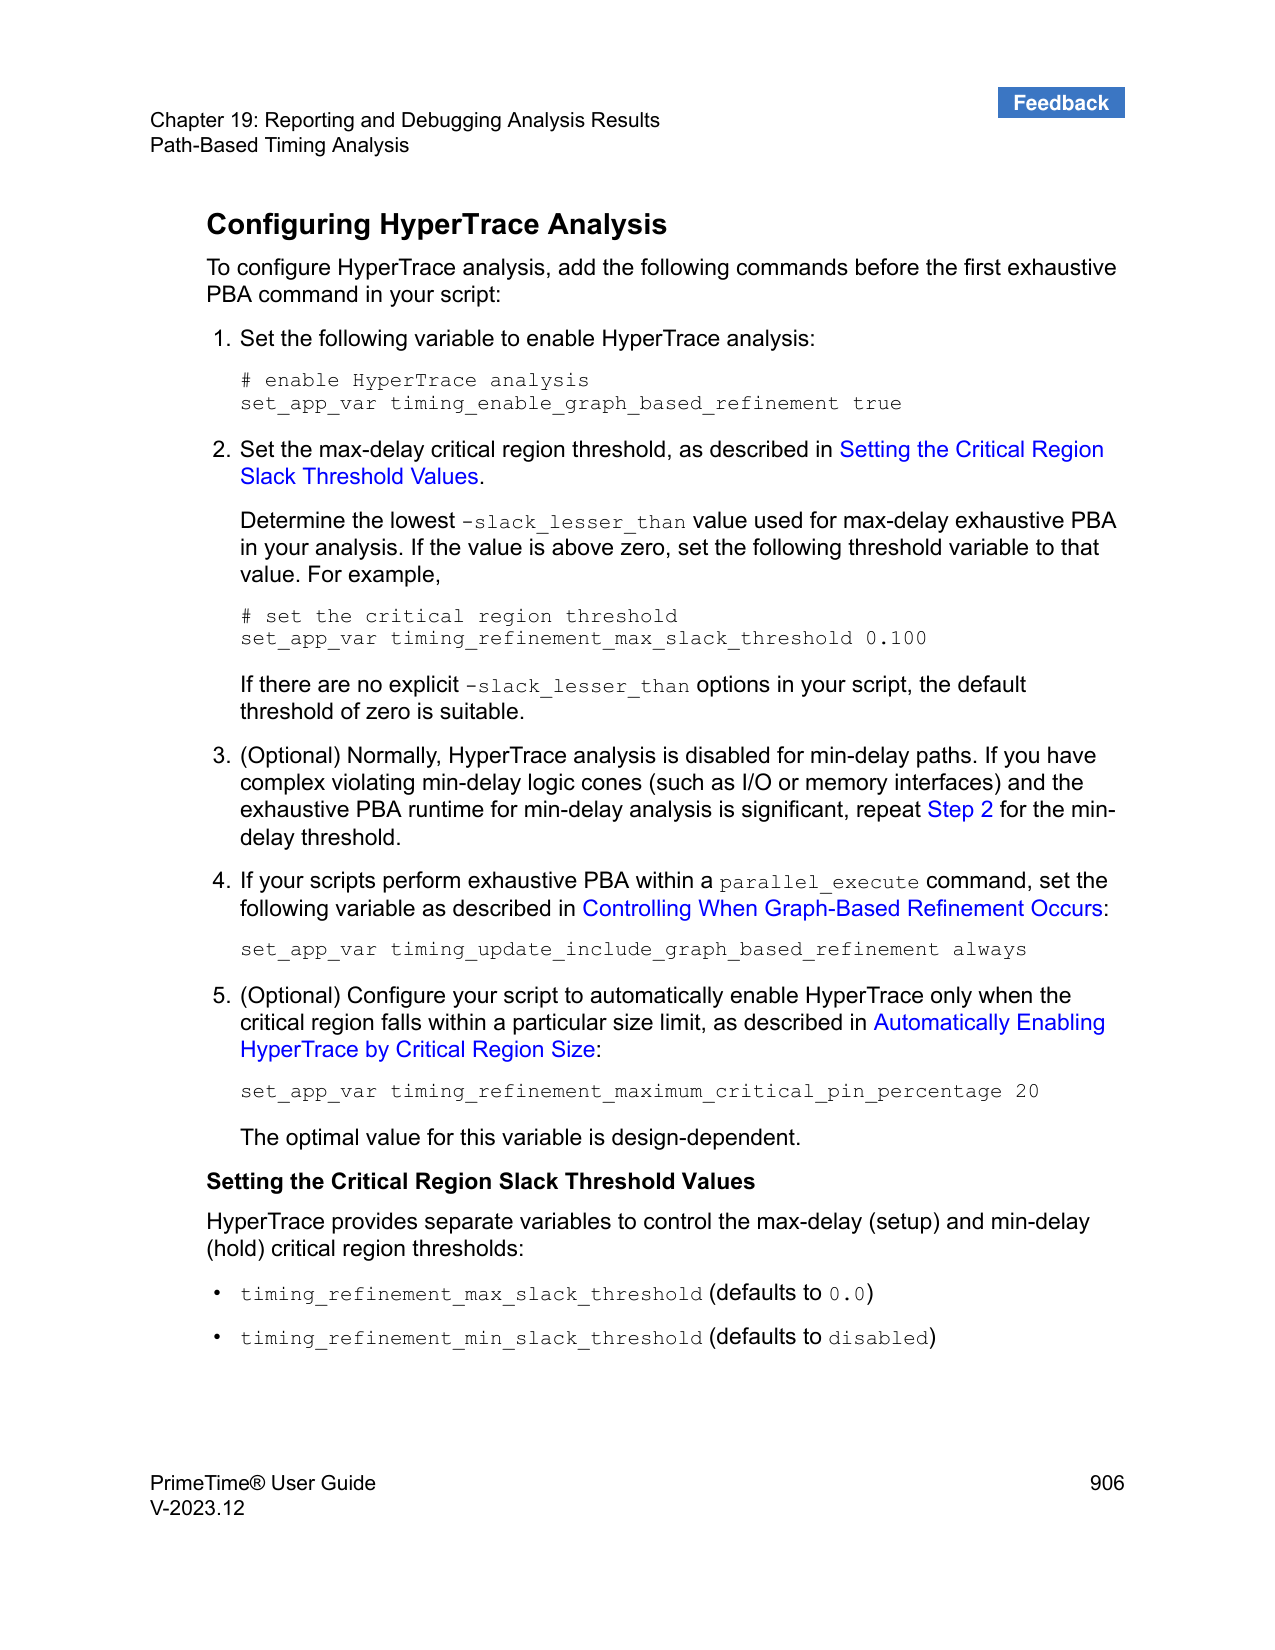 Feedback
Chapter 19: Reporting and Debugging Analysis Results
Path-Based Timing Analysis
Configuring HyperTrace Analysis
To configure HyperTrace analysis, add the following commands before the first exhaustive
PBA command in your script:
1. Set the following variable to enable HyperTrace analysis:
# enable HyperTrace analysis
set_app_var timing_enable_graph_based_refinement true
2. Set the max-delay critical region threshold, as described in Setting the Critical Region
Slack Threshold Values.
Determine the lowest -slack_lesser_than value used for max-delay exhaustive PBA
in your analysis. If the value is above zero, set the following threshold variable to that
value. For example,
# set the critical region threshold
set_app_var timing_refinement_max_slack_threshold 0.100
If there are no explicit -slack_lesser_than options in your script, the default
threshold of zero is suitable.
3. (Optional) Normally, HyperTrace analysis is disabled for min-delay paths. If you have
complex violating min-delay logic cones (such as I/O or memory interfaces) and the
exhaustive PBA runtime for min-delay analysis is significant, repeat Step 2 for the min-
delay threshold.
4. If your scripts perform exhaustive PBA within a parallel_execute command, set the
following variable as described in Controlling When Graph-Based Refinement Occurs:
set_app_var timing_update_include_graph_based_refinement always
5. (Optional) Configure your script to automatically enable HyperTrace only when the
critical region falls within a particular size limit, as described in Automatically Enabling
HyperTrace by Critical Region Size:
set_app_var timing_refinement_maximum_critical_pin_percentage 20
The optimal value for this variable is design-dependent.
Setting the Critical Region Slack Threshold Values
HyperTrace provides separate variables to control the max-delay (setup) and min-delay
(hold) critical region thresholds:
• timing_refinement_max_slack_threshold (defaults to 0.0)
• timing_refinement_min_slack_threshold (defaults to disabled)
PrimeTime® User Guide 906
V-2023.12